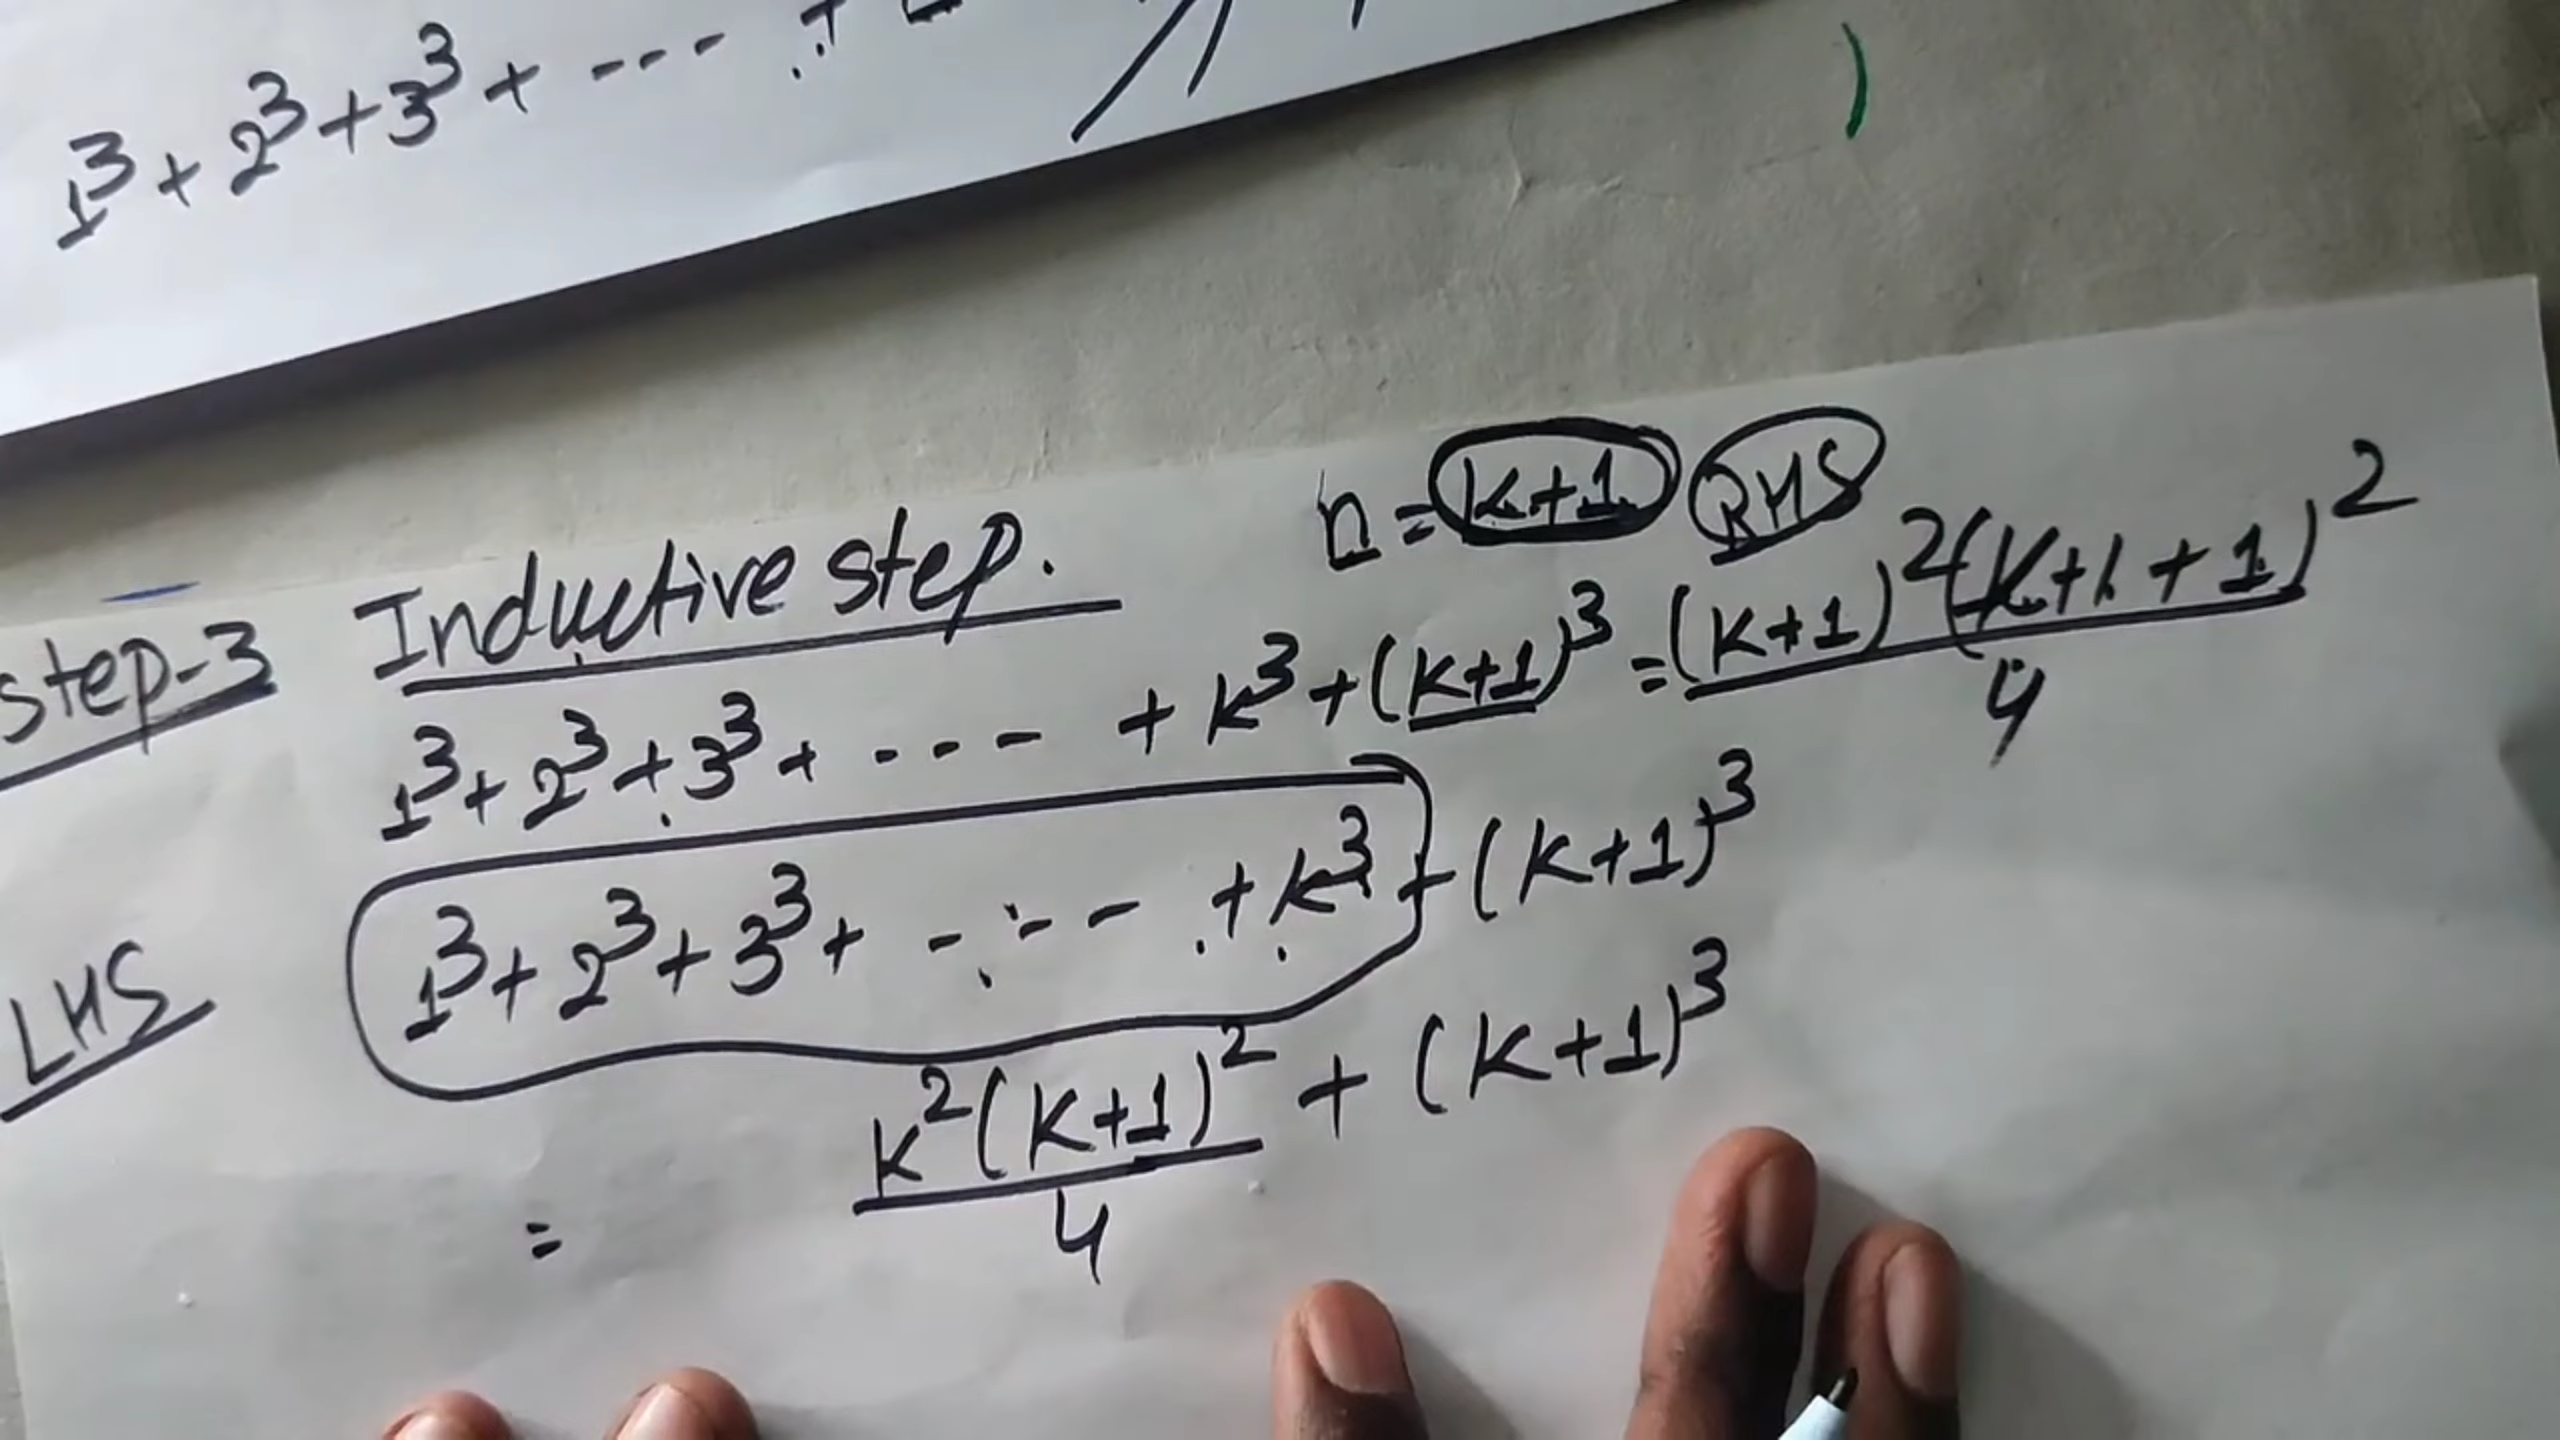 1³ + 2³ + 3³ + ---
n = k+1 RHS
Step-3 Inductive step.
1³ + 2³ + 3³ + --- + k³ + (k+1)³ = (k+1)²(k+1+1)² / 4
LHS 1³ + 2³ + 3³ + --- + k³ + (k+1)³
= k²(k+1)² / 4 + (k+1)³